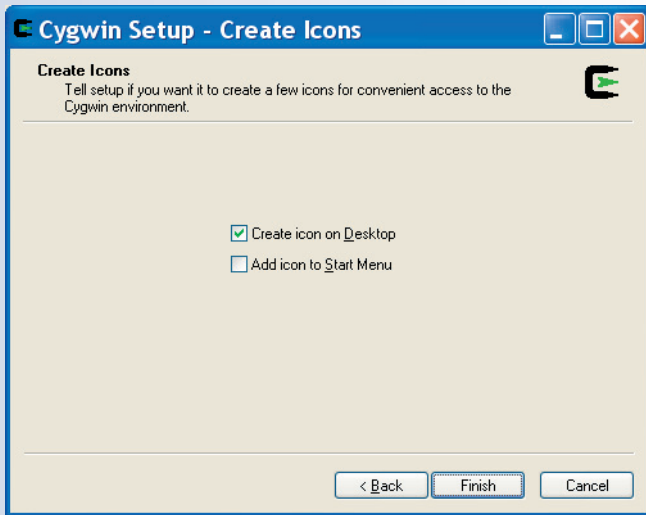 Cygwin Setup - Create Icons
Create Icons
Tell setup if you want it to create a few icons for convenient access to the
Cygwin environment.
Create icon on Desktop
Add icon to Start Menu
< Back
Finish
Cancel